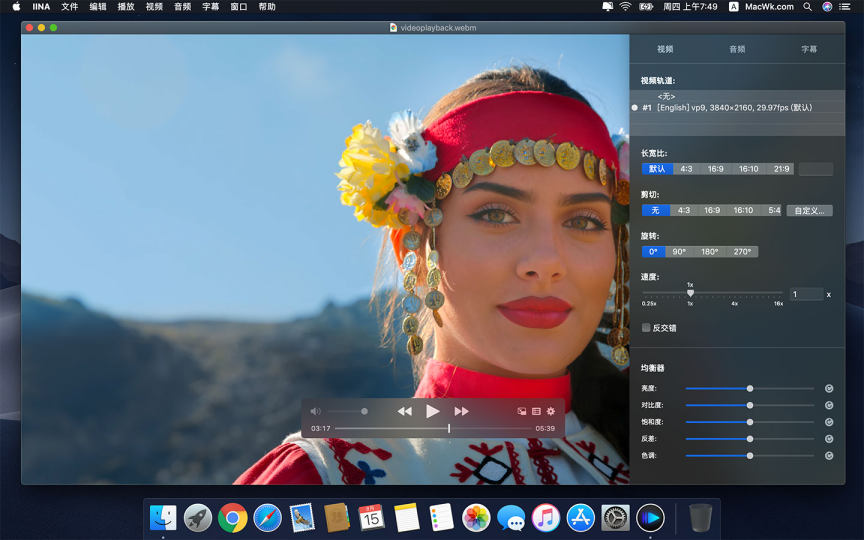 IINA 文件 编辑 播放 视频 音频 字幕 窗口 帮助 周四 上午7:49 A MacWk.com
videoplayback.webm
视频 音频 字幕
视频轨道:
<无>
#1 [English] vp9, 3840×2160, 29.97fps (默认)
长宽比:
默认 4:3 16:9 16:10 21:9
剪切:
无 4:3 16:9 16:10 5:4 自定义...
旋转:
0° 90° 180° 270°
速度:
1x
1 x
0.25x 1x 4x 16x
反交错
均衡器
亮度:
对比度:
饱和度:
反差:
色调:
03:17 05:39
8月
15